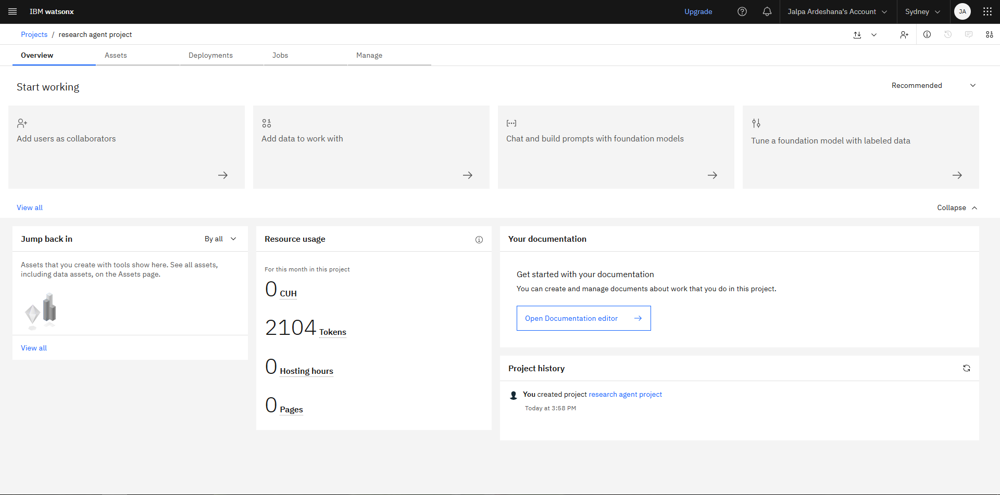 IBM watsonx
Upgrade
Jalpa Ardeshana's Account
Sydney
JA
Projects / research agent project
Overview
Assets
Deployments
Jobs
Manage
Start working
Recommended
Add users as collaborators
Add data to work with
Chat and build prompts with foundation models
Tune a foundation model with labeled data
View all
Collapse
Jump back in
By all
Assets that you create with tools show here. See all assets,
including data assets, on the Assets page.
View all
Resource usage
For this month in this project
0 CUH
2104 Tokens
0 Hosting hours
0 Pages
Your documentation
Get started with your documentation
You can create and manage documents about work that you do in this project.
Open Documentation editor
Project history
You created project research agent project
Today at 3:58 PM